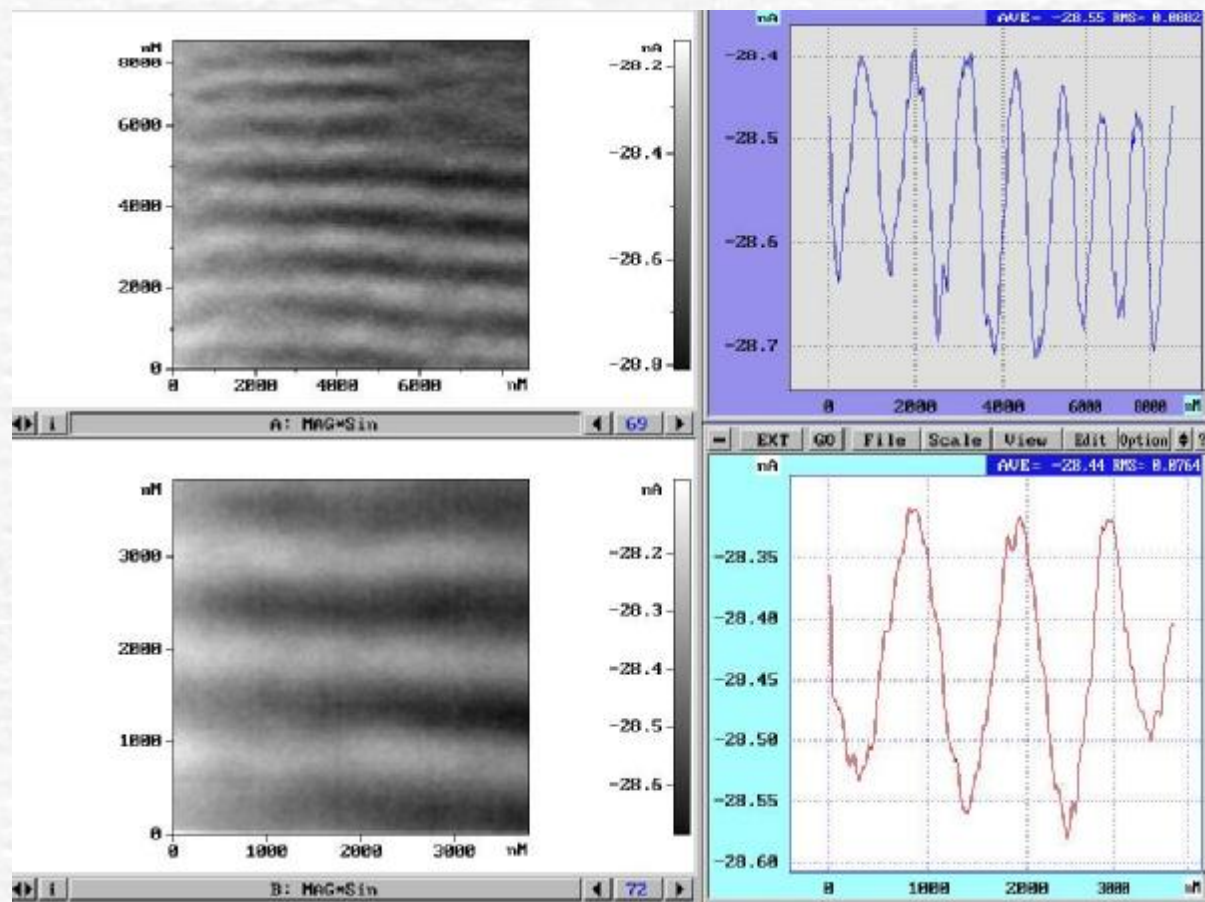 nM
8000
6000
4000
2000
0
0 2000 4000 6000 nM
nA
-28.2
-28.4
-28.6
-28.8
i A: MAG*Sin 69
nA AVE= -28.55 RMS= 0.0882
-28.4
-28.5
-28.6
-28.7
0 2000 4000 6000 8000 nM
EXT GO File Scale View Edit Option ?
nM
3000
2000
1000
0
0 1000 2000 3000 nM
nA
-28.2
-28.3
-28.4
-28.5
-28.6
i B: MAG*Sin 72
nA AVE= -28.44 RMS= 0.0764
-28.35
-28.40
-28.45
-28.50
-28.55
-28.60
0 1000 2000 3000 nM